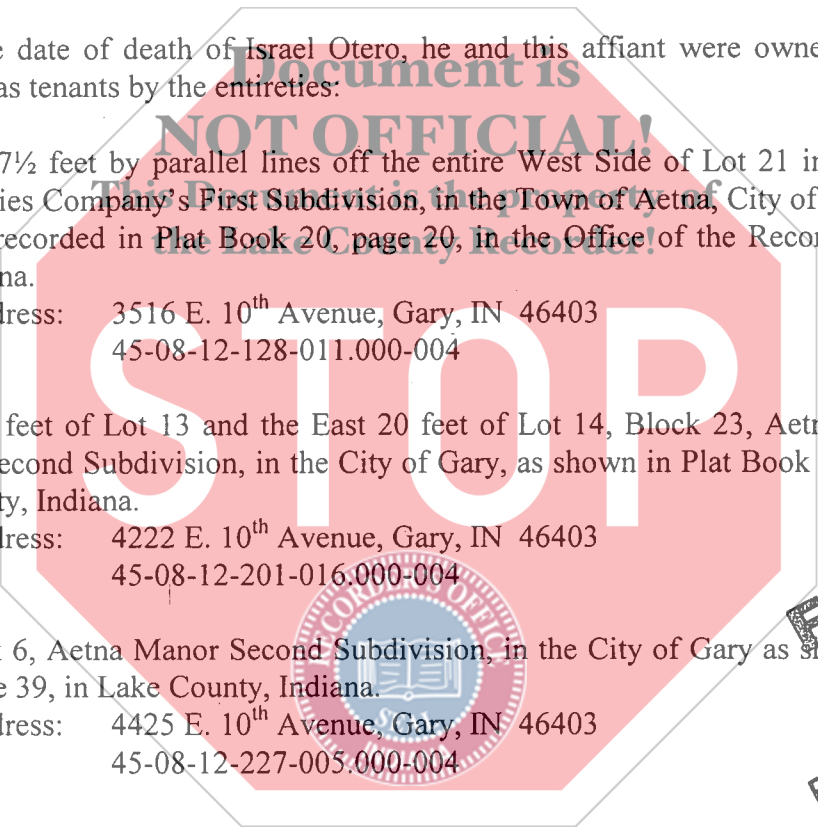 e date of death of Israel Otero, he and this affiant were owne
as tenants by the entireties:
Document is
NOT OFFICIAL!
This Document is the property of
the Lake County Recorder!
7½ feet by parallel lines off the entire West Side of Lot 21 in
ies Company's First Subdivision, in the Town of Aetna, City of
recorded in Plat Book 20, page 20, in the Office of the Recor
na.
dress: 3516 E. 10th Avenue, Gary, IN 46403
45-08-12-128-011.000-004
STOP
feet of Lot 13 and the East 20 feet of Lot 14, Block 23, Aetn
econd Subdivision, in the City of Gary, as shown in Plat Book
ty, Indiana.
dress: 4222 E. 10th Avenue, Gary, IN 46403
45-08-12-201-016.000-004
RECORDER'S OFFICE
SEAL
6, Aetna Manor Second Subdivision, in the City of Gary as s
e 39, in Lake County, Indiana.
dress: 4425 E. 10th Avenue, Gary, IN 46403
45-08-12-227-005.000-004